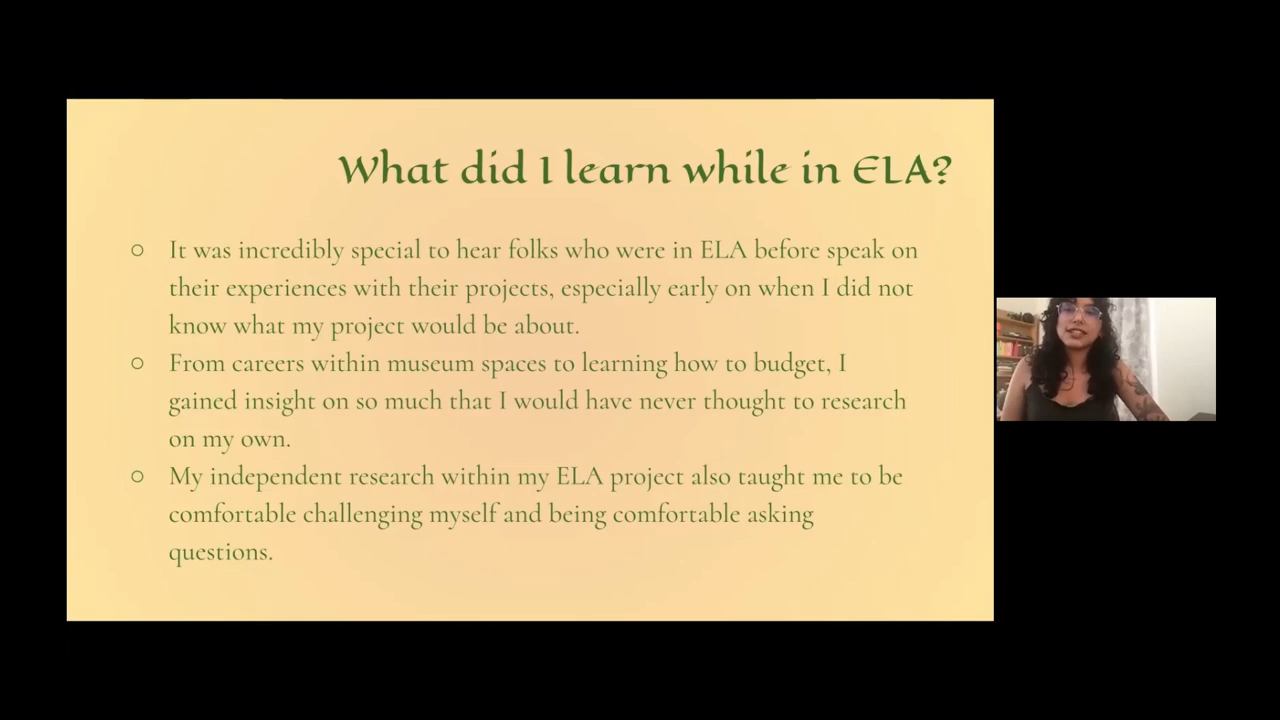 What did I learn while in ELA?
○ It was incredibly special to hear folks who were in ELA before speak on
their experiences with their projects, especially early on when I did not
know what my project would be about.
○ From careers within museum spaces to learning how to budget, I
gained insight on so much that I would have never thought to research
on my own.
○ My independent research within my ELA project also taught me to be
comfortable challenging myself and being comfortable asking
questions.